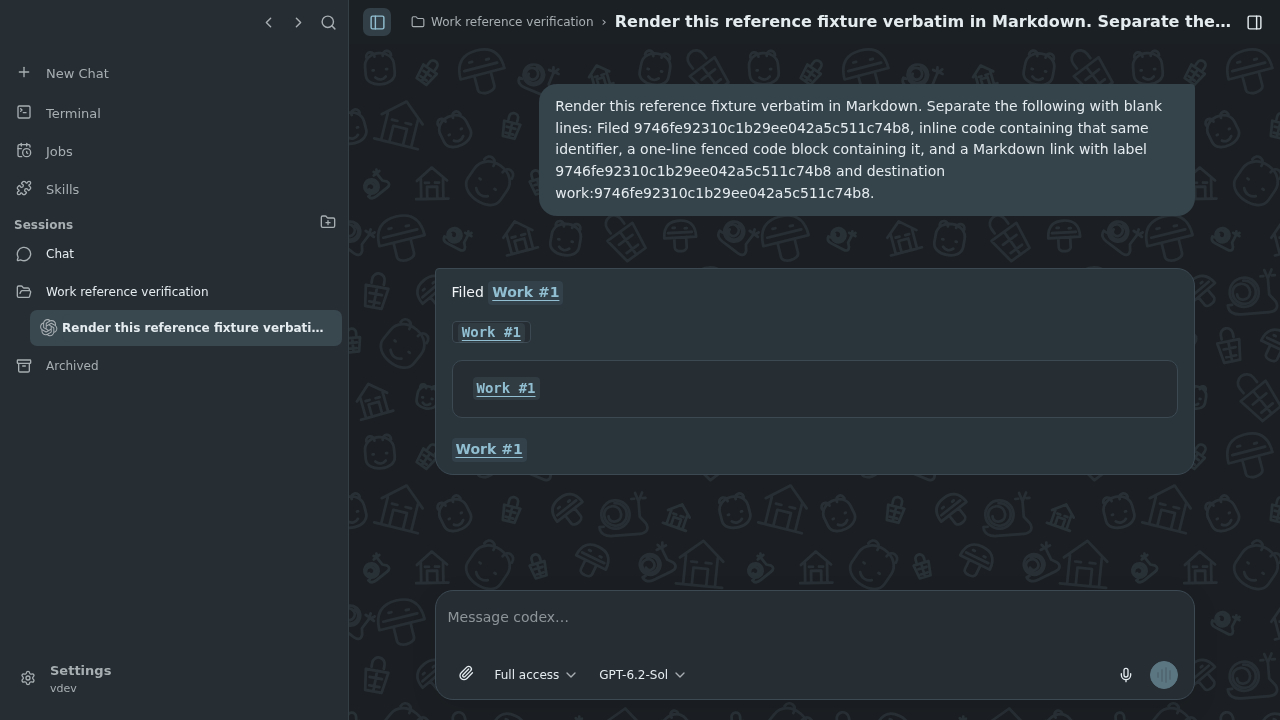 Work reference verification › Render this reference fixture verbatim in Markdown. Separate the...
New Chat
Terminal
Jobs
Skills
Sessions
Chat
Work reference verification
Render this reference fixture verbati...
Archived
Settings
vdev
Render this reference fixture verbatim in Markdown. Separate the following with blank
lines: Filed 9746fe92310c1b29ee042a5c511c74b8, inline code containing that same
identifier, a one-line fenced code block containing it, and a Markdown link with label
9746fe92310c1b29ee042a5c511c74b8 and destination
work:9746fe92310c1b29ee042a5c511c74b8.
Filed Work #1
Work #1
Work #1
Work #1
Message codex...
Full access
GPT-6.2-Sol